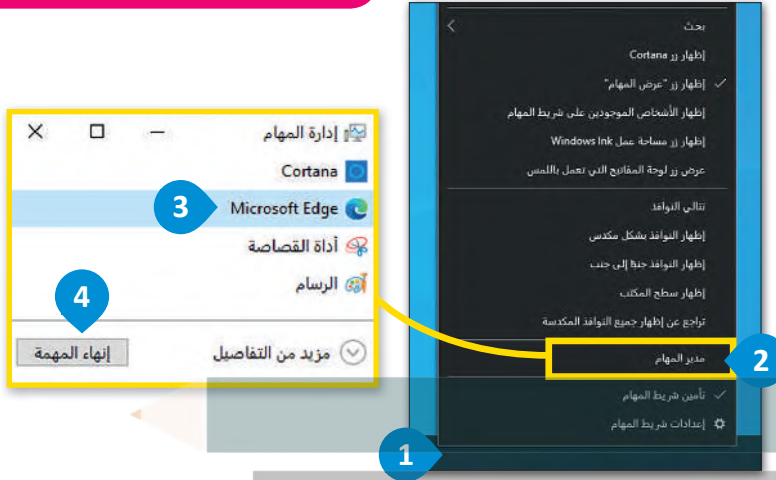 بحث
إظهار زر Cortana
إظهار زر "عرض المهام"
إظهار الأشخاص الموجودين على شريط المهام
إظهار زر مساحة عمل Windows Ink
عرض زر لوحة المفاتيح التي تعمل باللمس
تتالي النوافذ
إظهار النوافذ بشكل مكدس
إظهار النوافذ جنبًا إلى جنب
إظهار سطح المكتب
تراجع عن إظهار جميع النوافذ المكدسة
مدير المهام
2
تأمين شريط المهام
إعدادات شريط المهام
1
إدارة المهام
Cortana
Microsoft Edge
3
أداة القصاصة
الرسام
4
مزيد من التفاصيل
إنهاء المهمة